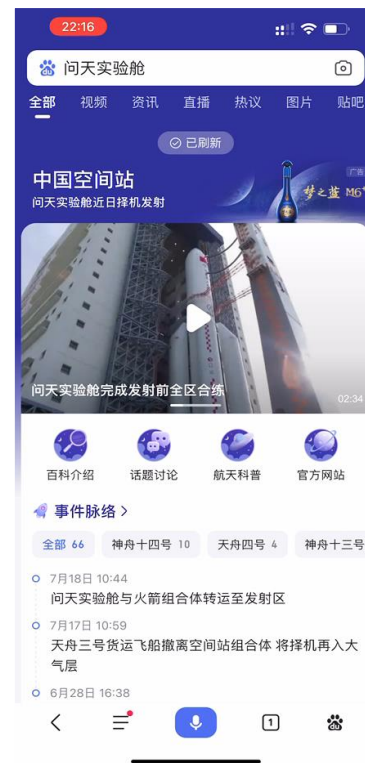 22:16
问天实验舱
全部 视频 资讯 直播 热议 图片 贴吧
已刷新
中国空间站
问天实验舱近日择机发射
广告
梦之蓝 M6+
问天实验舱完成发射前全区合练
02:34
百科介绍 话题讨论 航天科普 官方网站
事件脉络
全部 66 神舟十四号 10 天舟四号 4 神舟十三号
7月18日 10:44
问天实验舱与火箭组合体转运至发射区
7月17日 10:59
天舟三号货运飞船撤离空间站组合体 将择机再入大
气层
6月28日 16:38
1